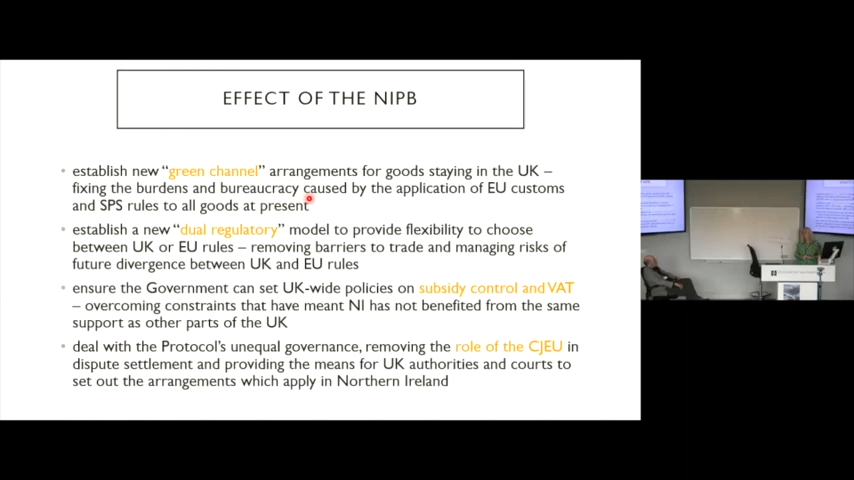 EFFECT OF THE NIPB
• establish new “green channel” arrangements for goods staying in the UK –
fixing the burdens and bureaucracy caused by the application of EU customs
and SPS rules to all goods at present
• establish a new “dual regulatory” model to provide flexibility to choose
between UK or EU rules – removing barriers to trade and managing risks of
future divergence between UK and EU rules
• ensure the Government can set UK-wide policies on subsidy control and VAT
– overcoming constraints that have meant NI has not benefited from the same
support as other parts of the UK
• deal with the Protocol’s unequal governance, removing the role of the CJEU in
dispute settlement and providing the means for UK authorities and courts to
set out the arrangements which apply in Northern Ireland